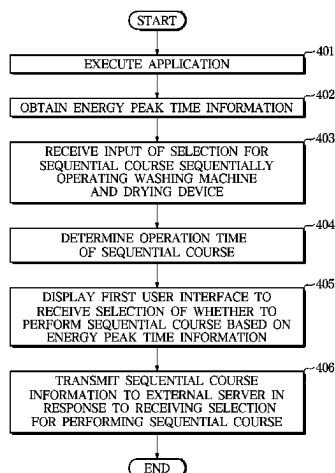 START
401
EXECUTE APPLICATION
402
OBTAIN ENERGY PEAK TIME INFORMATION
403
RECEIVE INPUT OF SELECTION FOR
SEQUENTIAL COURSE SEQUENTIALLY
OPERATING WASHING MACHINE
AND DRYING DEVICE
404
DETERMINE OPERATION TIME
OF SEQUENTIAL COURSE
405
DISPLAY FIRST USER INTERFACE TO
RECEIVE SELECTION OF WHETHER TO
PERFORM SEQUENTIAL COURSE BASED ON
ENERGY PEAK TIME INFORMATION
406
TRANSMIT SEQUENTIAL COURSE
INFORMATION TO EXTERNAL SERVER IN
RESPONSE TO RECEIVING SELECTION
FOR PERFORMING SEQUENTIAL COURSE
END